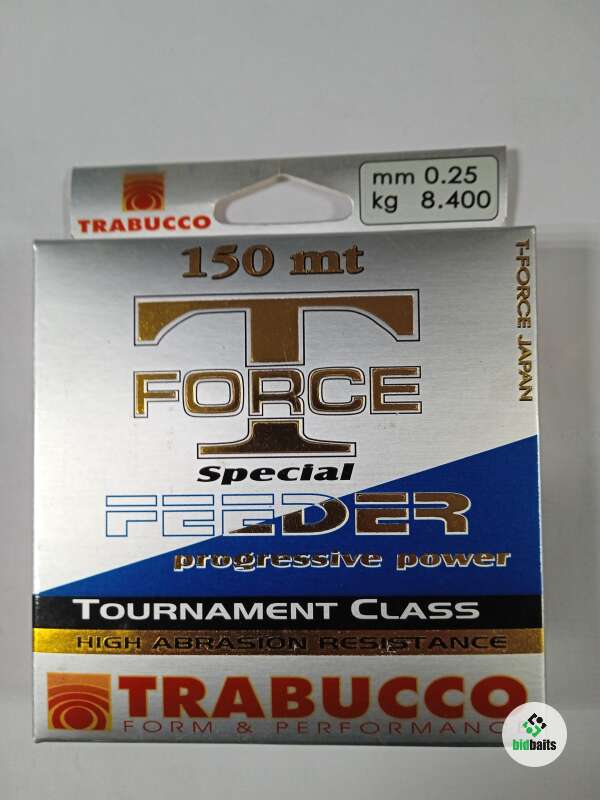 TRABUCCO
mm 0.25
kg 8.400
150 mt
T-FORCE JAPAN
T
FORCE
Special
FEEDER
progressive power
TOURNAMENT CLASS
HIGH ABRASION RESISTANCE
TRABUCCO
FORM & PERFORMANC
bidbaits